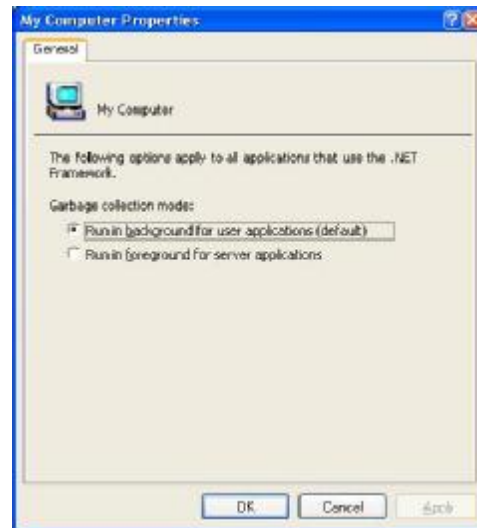 My Computer Properties
General
My Computer
The following options apply to all applications that use the .NET
Framework.
Garbage collection mode:
Run in background for user applications (default)
Run in foreground for server applications
OK
Cancel
Apply